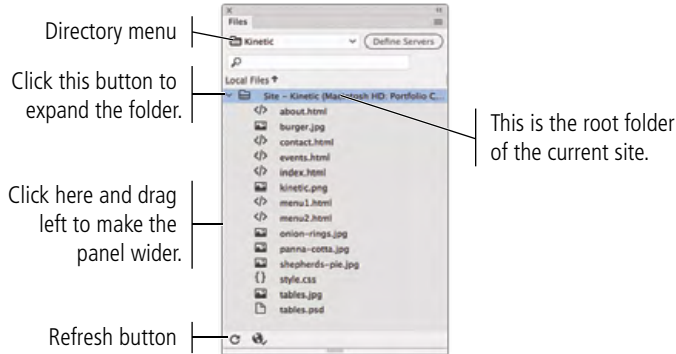 Directory menu
Click this button to
expand the folder.
Click here and drag
left to make the
panel wider.
Refresh button
Files
Kinetic
Define Servers
Local Files
Site - Kinetic (Macintosh HD: Portfolio C...
about.html
burger.jpg
contact.html
events.html
index.html
kinetic.png
menu1.html
menu2.html
onion-rings.jpg
panna-cotta.jpg
shepherds-pie.jpg
style.css
tables.jpg
tables.psd
This is the root folder
of the current site.